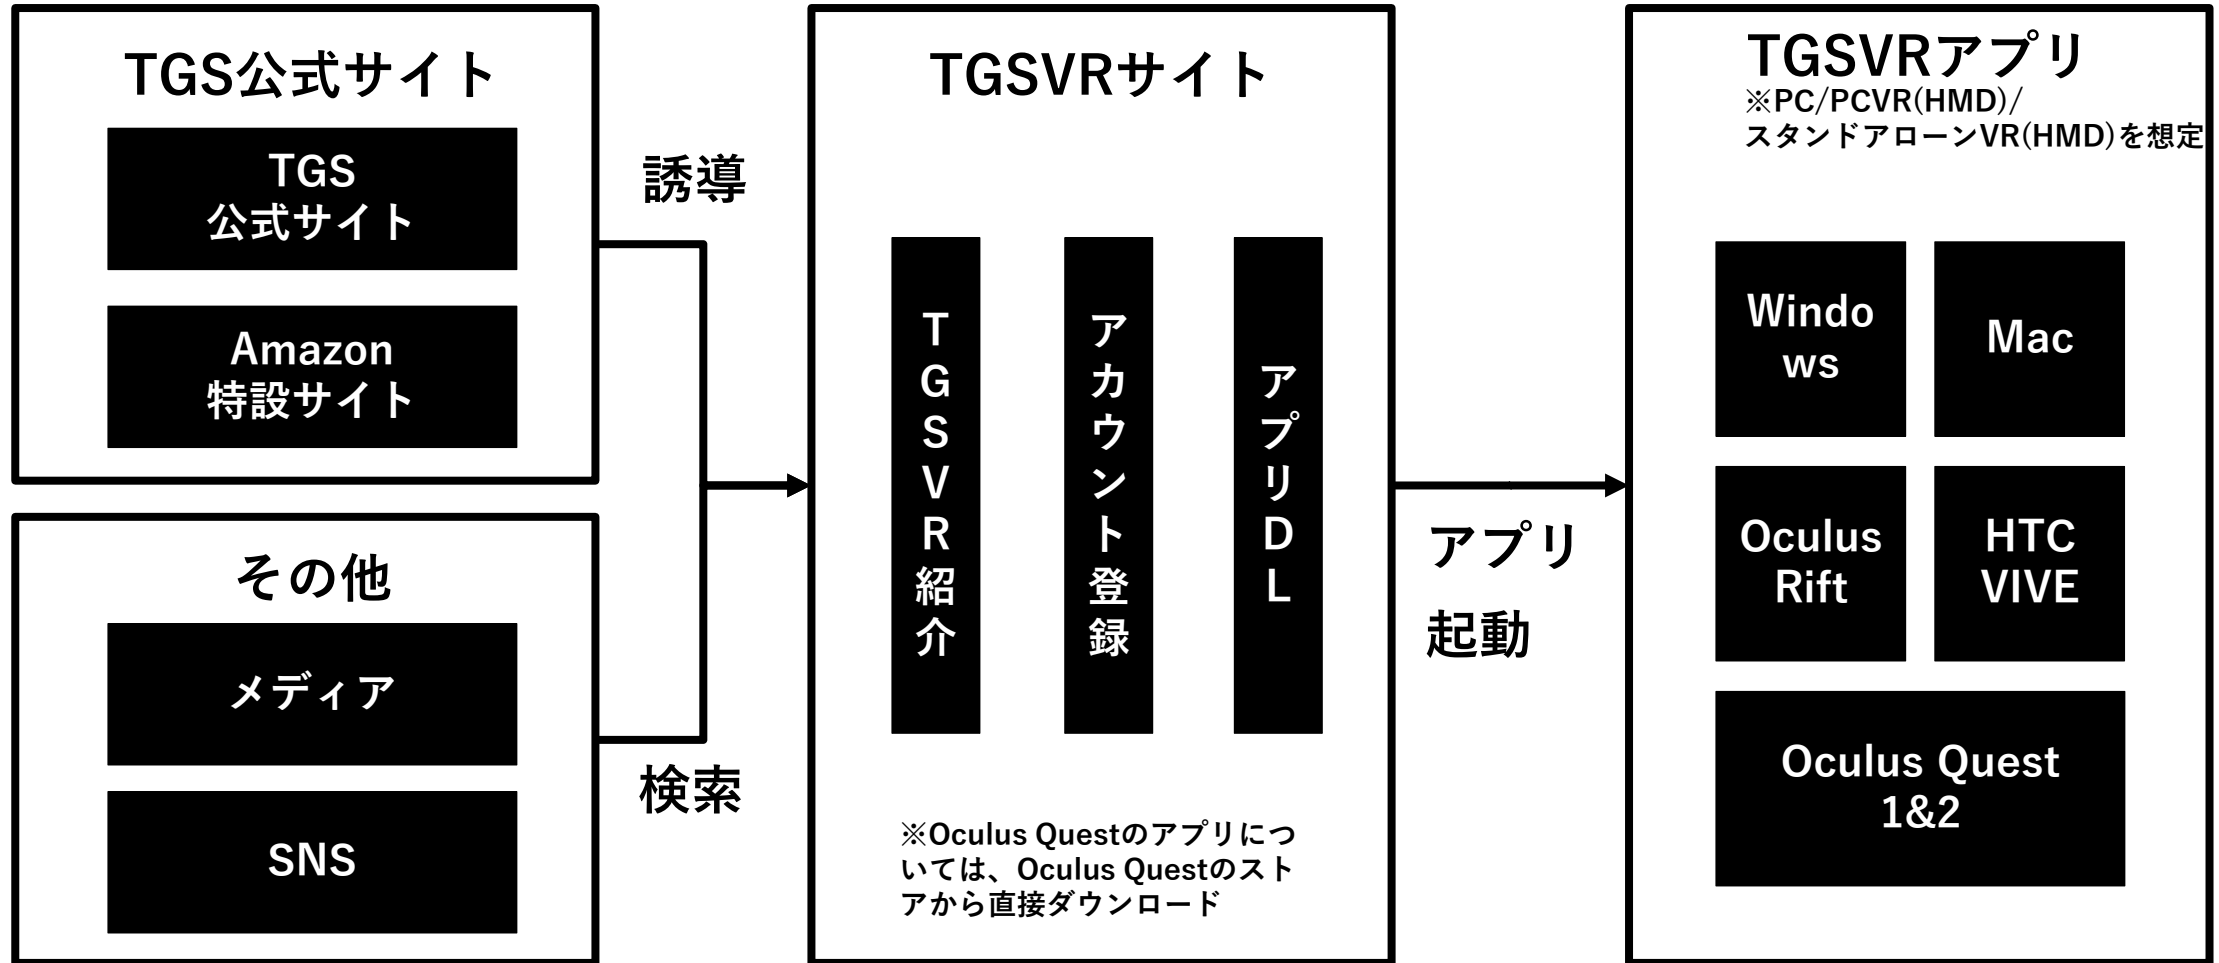 TGS公式サイト
TGS
公式サイト
Amazon
特設サイト
その他
メディア
SNS
誘導
検索
TGSVRサイト
TGSVR紹介
アカウント登録
アプリDL
※Oculus Questのアプリにつ
いては、Oculus Questのスト
アから直接ダウンロード
アプリ
起動
TGSVRアプリ
※PC/PCVR(HMD)/
スタンドアローンVR(HMD)を想定
Windo
ws
Mac
Oculus
Rift
HTC
VIVE
Oculus Quest
1&2